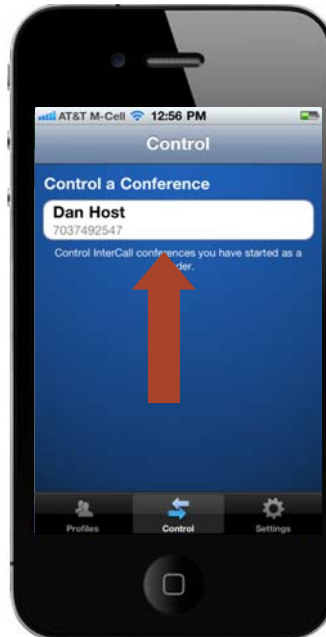 AT&T M-Cell 12:56 PM
Control
Control a Conference
Dan Host
7037492547
Control InterCall conferences you have started as a
Profiles Control Settings